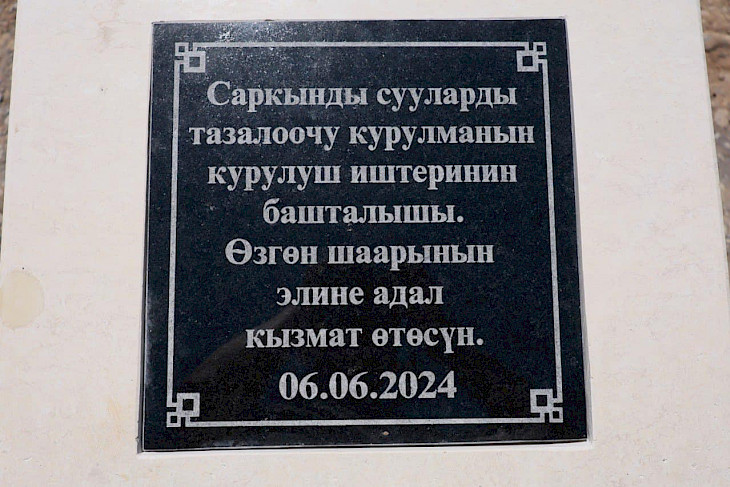 Саркынды сууларды
тазалоочу курулманын
курулуш иштеринин
башталышы.
Өзгөн шаарынын
элине адал
кызмат өтөсүн.
06.06.2024